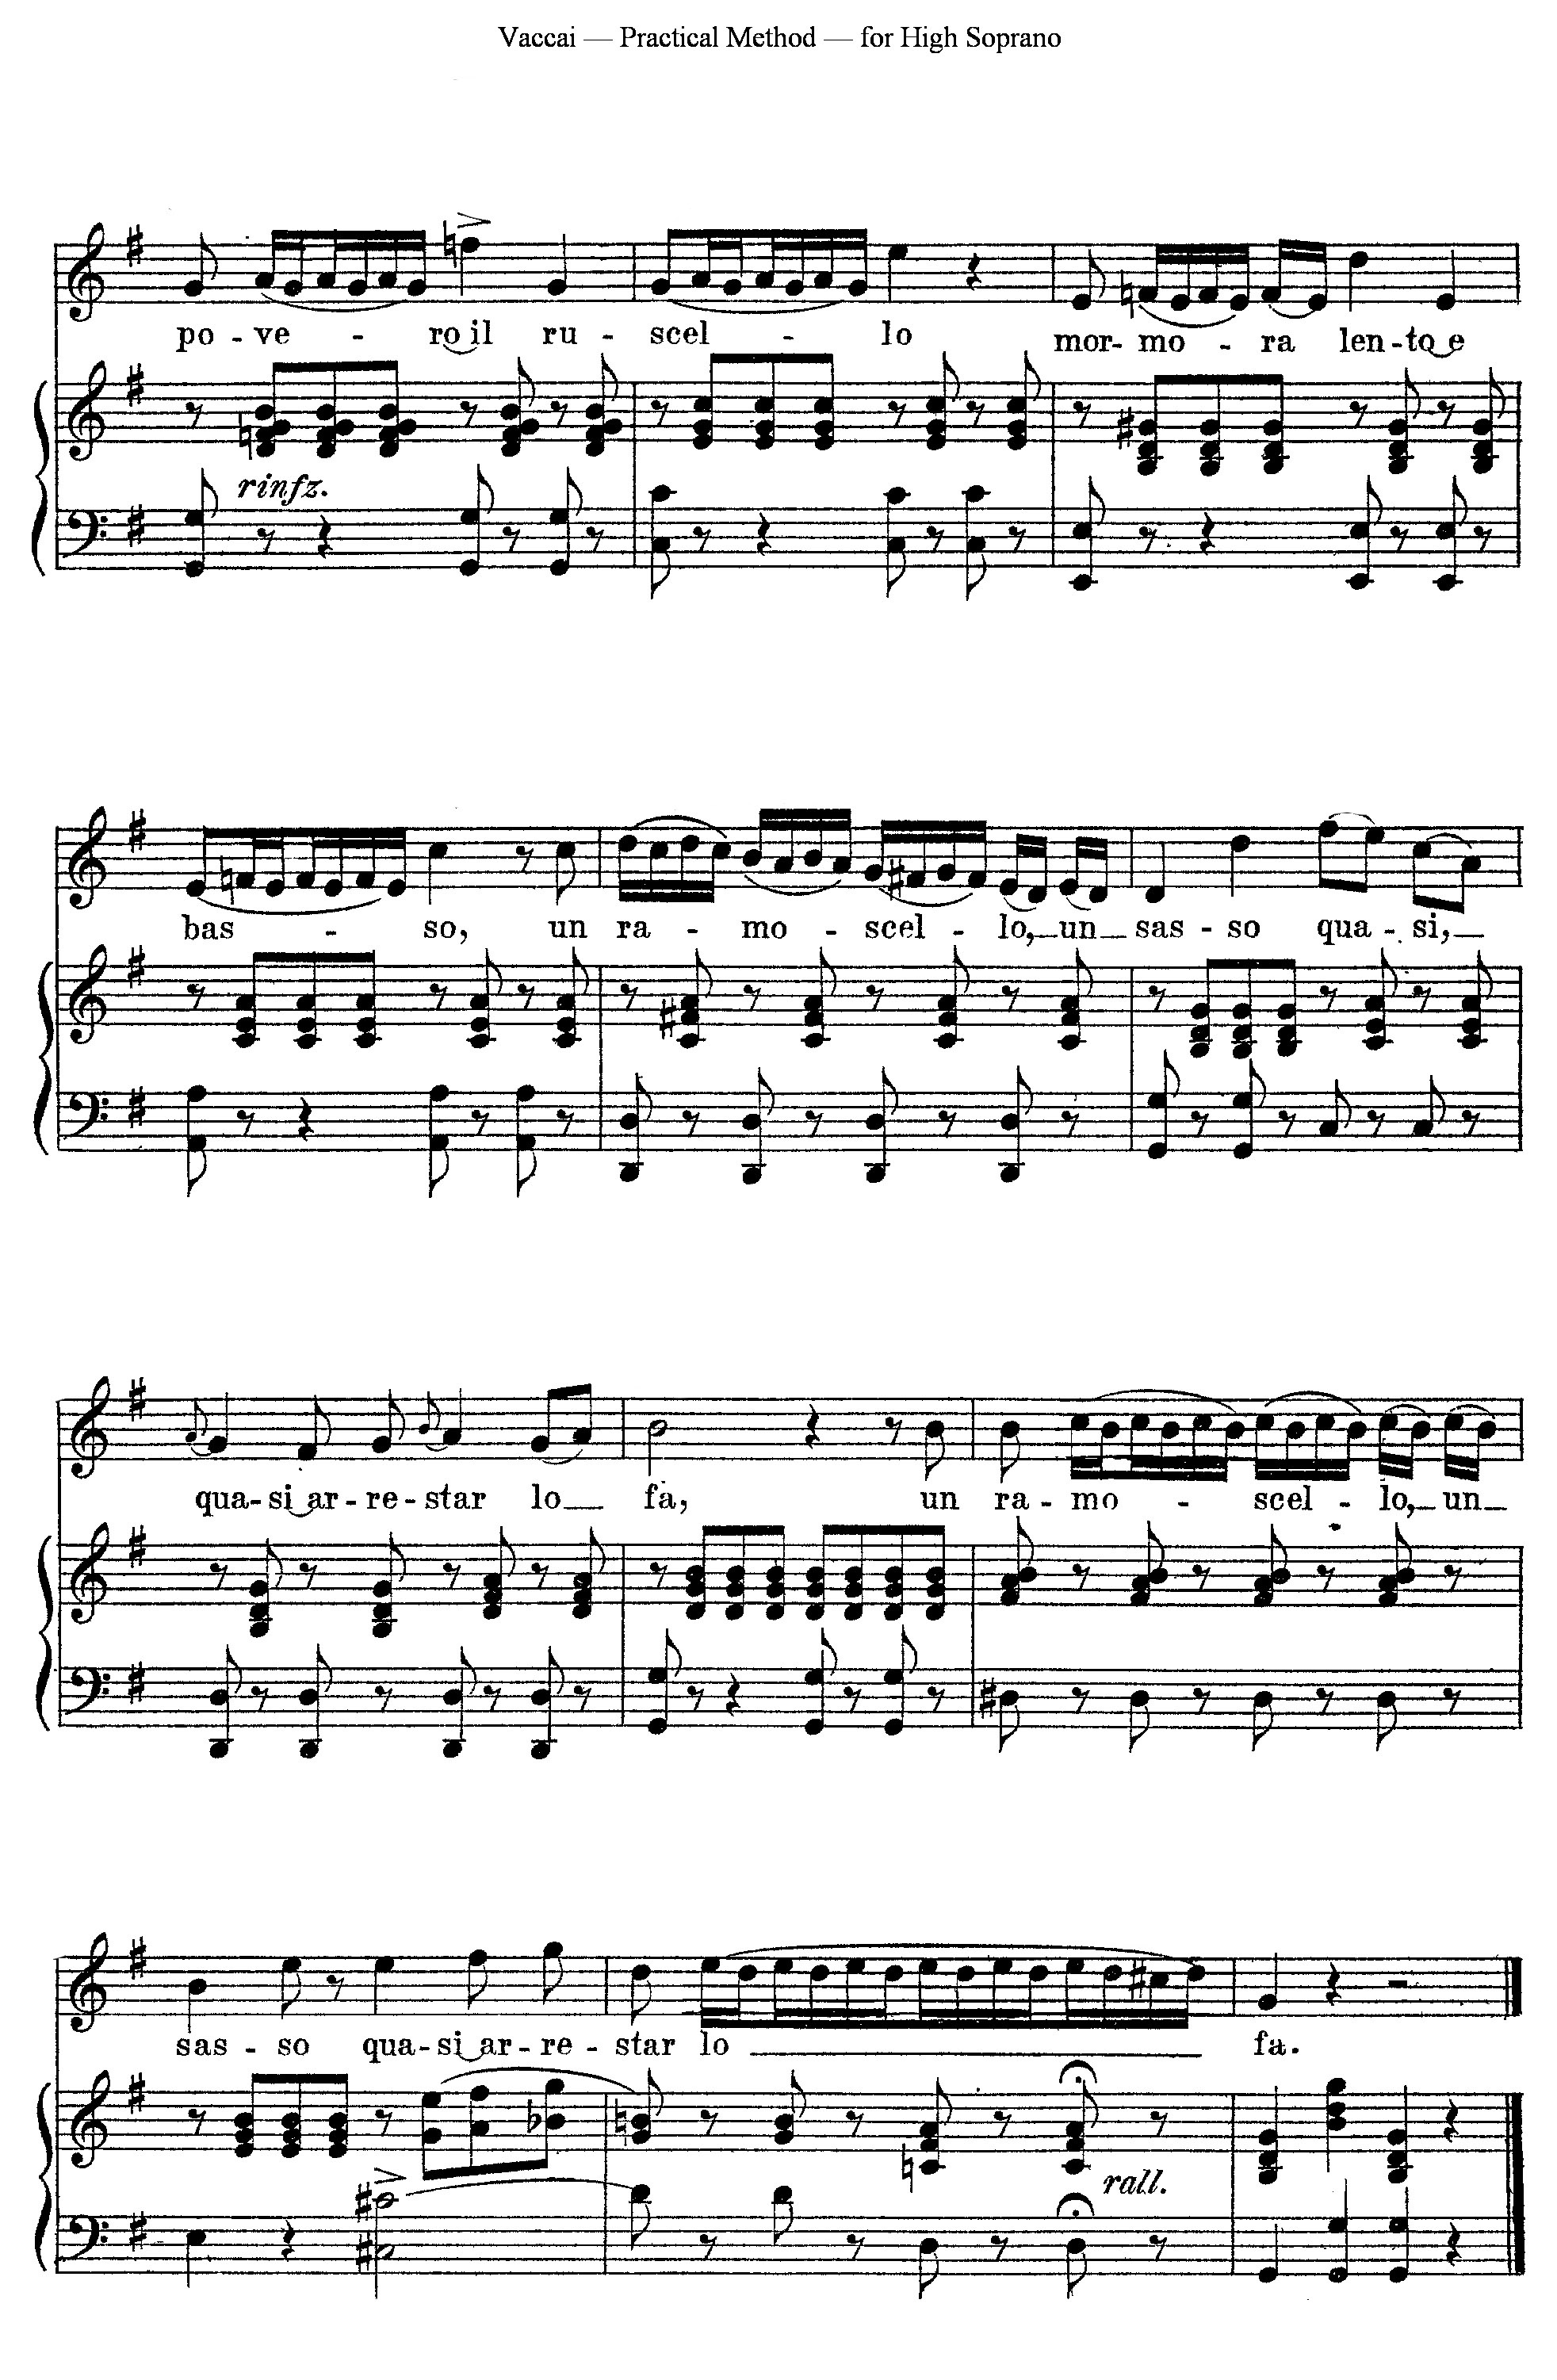 Vaccai — Practical Method — for High Soprano
po - ve - - ro il ru - scel - - lo mor- mo - - ra len-to e
rinfz.
bas - - so, un ra - - mo - - scel - - lo, un sas - so qua - si,
qua-si ar-re-star lo fa, un ra - mo - - scel - - lo, un
sas - so qua-si ar-re-star lo fa.
rall.